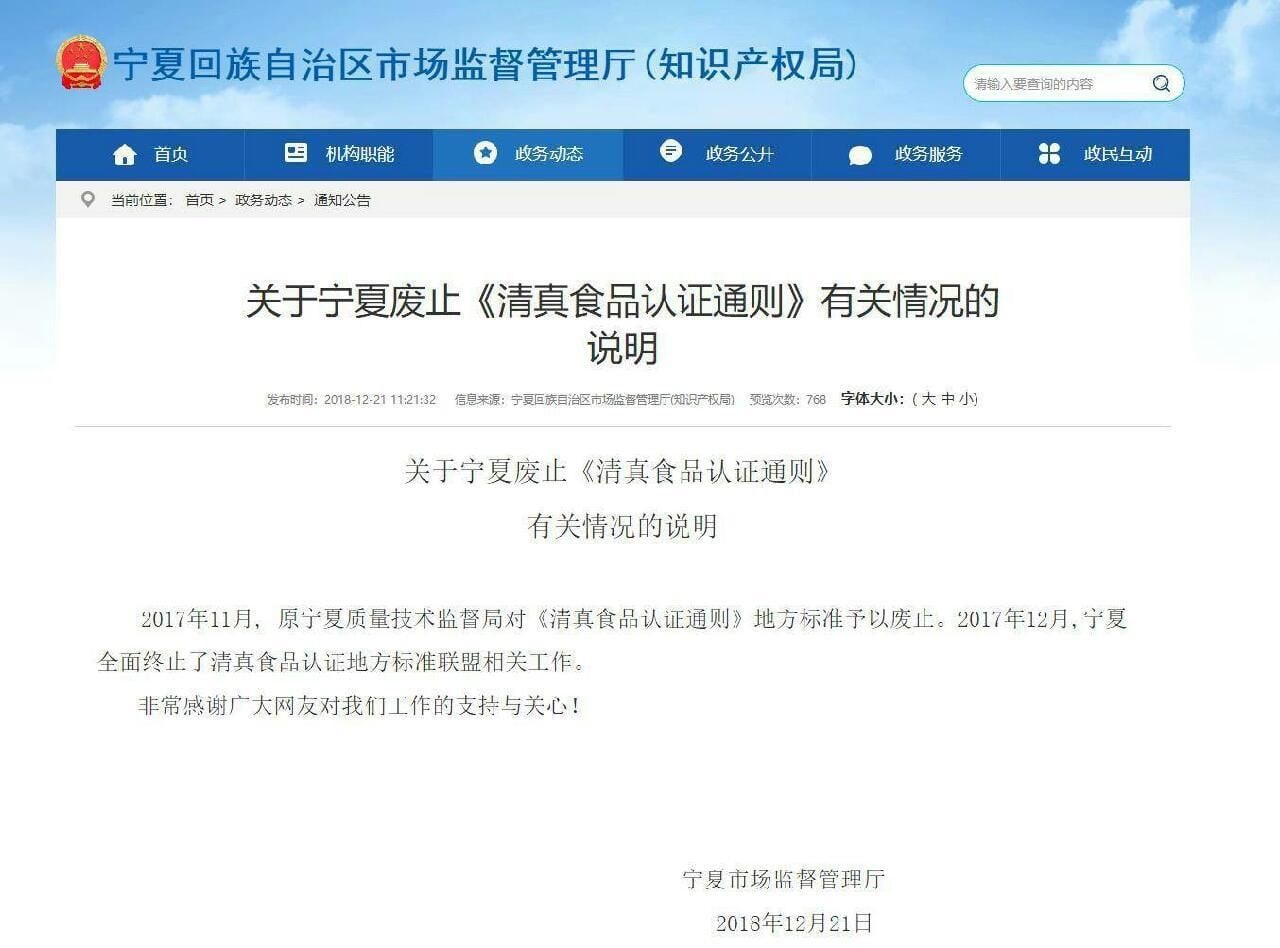 宁夏回族自治区市场监督管理厅(知识产权局)
请输入要查询的内容
首页 机构职能 政务动态 政务公开 政务服务 政民互动
当前位置： 首页 > 政务动态 > 通知公告
关于宁夏废止《清真食品认证通则》有关情况的
说明
发布时间：2018-12-21 11:21:32 信息来源：宁夏回族自治区市场监督管理厅(知识产权局) 预览次数：768 字体大小：( 大 中 小)
关于宁夏废止《清真食品认证通则》
有关情况的说明
2017年11月，原宁夏质量技术监督局对《清真食品认证通则》地方标准予以废止。2017年12月,宁夏
全面终止了清真食品认证地方标准联盟相关工作。
非常感谢广大网友对我们工作的支持与关心！
宁夏市场监督管理厅
2018年12月21日